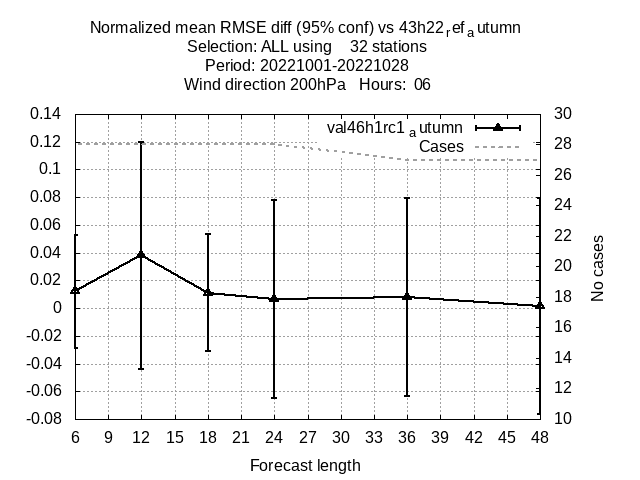 Normalized mean RMSE diff (95% conf) vs 43h22refautumn
Selection: ALL using 32 stations
Period: 20221001-20221028
Wind direction 200hPa Hours: 06
val46h1rc1autumn
Cases
0.14
0.12
0.1
0.08
0.06
0.04
0.02
0
-0.02
-0.04
-0.06
-0.08
30
28
26
24
22
20
18
16
14
12
10
No cases
6 9 12 15 18 21 24 27 30 33 36 39 42 45 48
Forecast length